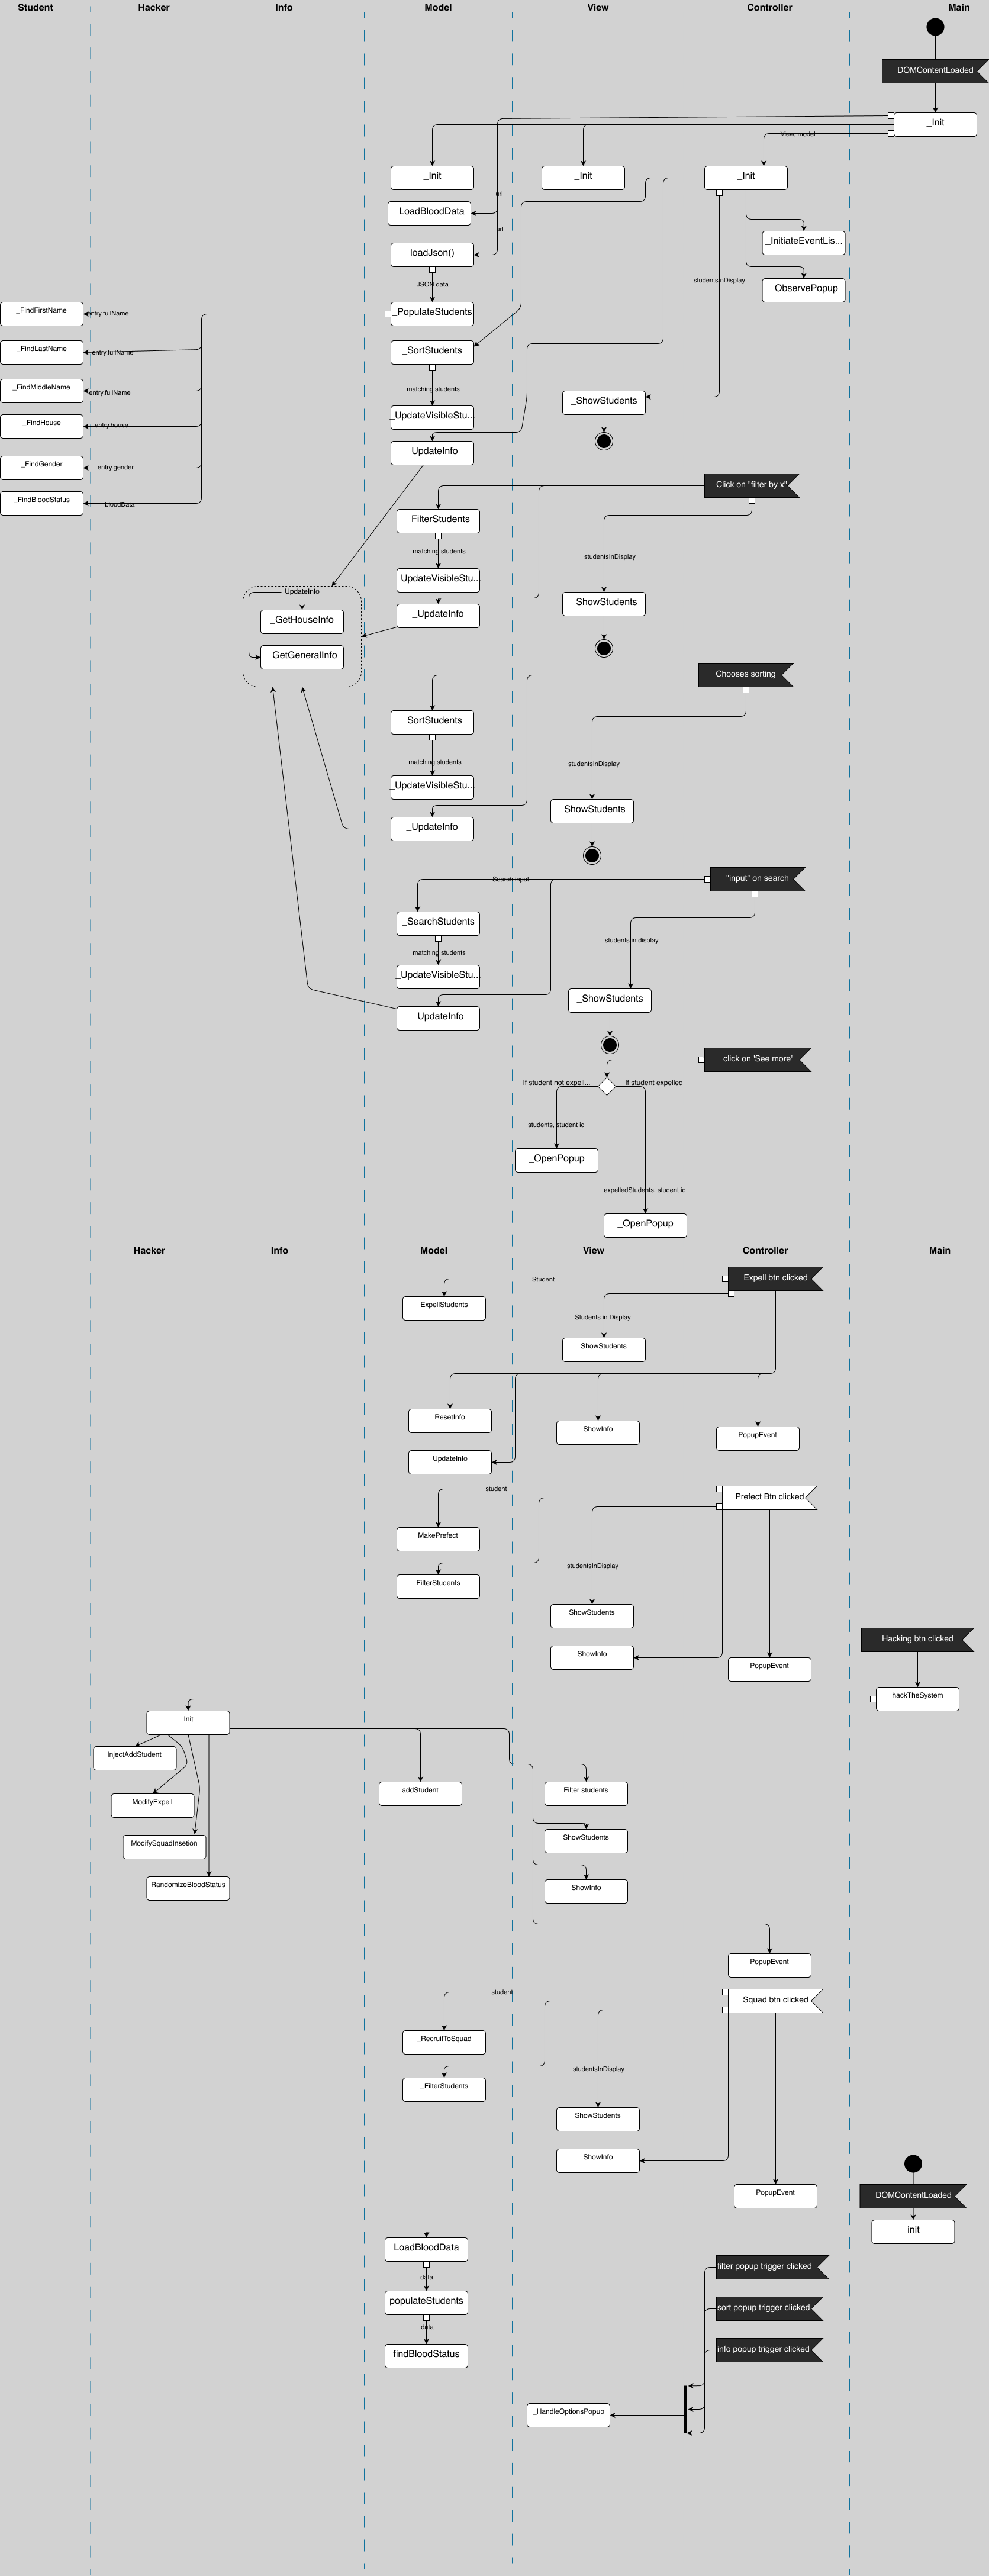 Student
Hacker
Info
Model
View
Controller
Main
DOMContentLoaded
_Init
View, model
_Init
_Init
_Init
url
_LoadBloodData
url
_InitiateEventLis...
loadJson()
JSON data
studentsInDisplay
_ObservePopup
_FindFirstName
entry.fullName
_PopulateStudents
_FindLastName
entry.fullName
_SortStudents
_FindMiddleName
entry.fullName
matching students
_ShowStudents
_UpdateVisibleStu...
_FindHouse
entry.house
_UpdateInfo
_FindGender
entry.gender
Click on "filter by x"
_FindBloodStatus
bloodData
_FilterStudents
matching students
studentsInDisplay
_UpdateVisibleStu...
UpdateInfo
_ShowStudents
_GetHouseInfo
_UpdateInfo
_GetGeneralInfo
Chooses sorting
_SortStudents
matching students
studentsInDisplay
_UpdateVisibleStu...
_ShowStudents
_UpdateInfo
Search input
"input" on search
_SearchStudents
students in display
matching students
_UpdateVisibleStu...
_ShowStudents
_UpdateInfo
click on 'See more'
If student not expell...
If student expelled
students, student id
_OpenPopup
expelledStudents, student id
_OpenPopup
Hacker
Info
Model
View
Controller
Main
Student
Expell btn clicked
ExpellStudents
Students in Display
ShowStudents
ResetInfo
ShowInfo
PopupEvent
UpdateInfo
student
Prefect Btn clicked
MakePrefect
studentsInDisplay
FilterStudents
ShowStudents
Hacking btn clicked
ShowInfo
PopupEvent
hackTheSystem
Init
InjectAddStudent
addStudent
Filter students
ModifyExpell
ShowStudents
ModifySquadInsetion
RandomizeBloodStatus
ShowInfo
PopupEvent
student
Squad btn clicked
_RecruitToSquad
studentsInDisplay
_FilterStudents
ShowStudents
ShowInfo
PopupEvent
DOMContentLoaded
init
LoadBloodData
filter popup trigger clicked
data
populateStudents
sort popup trigger clicked
data
info popup trigger clicked
findBloodStatus
_HandleOptionsPopup